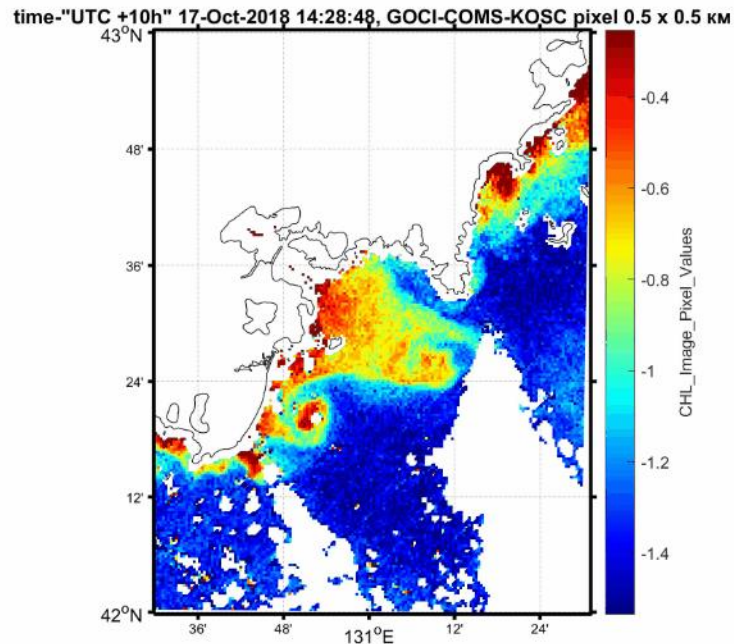 time-"UTC +10h" 17-Oct-2018 14:28:48, GOCI-COMS-KOSC pixel 0.5 x 0.5 км
43°N
48'
36'
24'
12'
42°N
36'
48'
131°E
12'
24'
-0.4
-0.6
-0.8
-1
-1.2
-1.4
CHL_Image_Pixel_Values